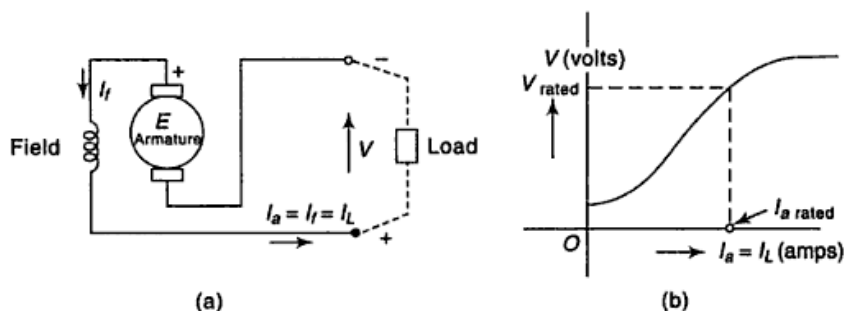 +
I_f
E
Armature
Field
−
V
Load
I_a = I_f = I_L
+
(a)
V (volts)
V rated
I_a rated
O
I_a = I_L (amps)
(b)